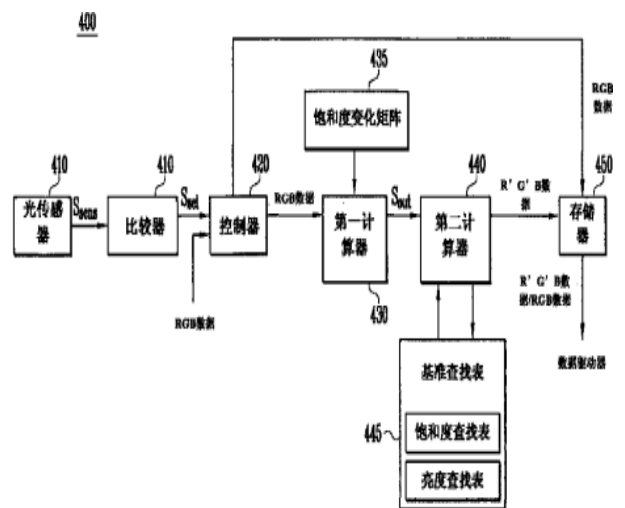 400
435
饱和度变化矩阵
RGB
数据
410
410
420
440
450
光传感
器
Ssens
比较器
Ssel
控制器
RGB数据
第一计
算器
Sout
第二计
算器
R' G' B数
据
存储
器
RGB数据
430
R' G' B数
据/RGB数据
基准查找表
数据驱动器
445
饱和度查找表
亮度查找表